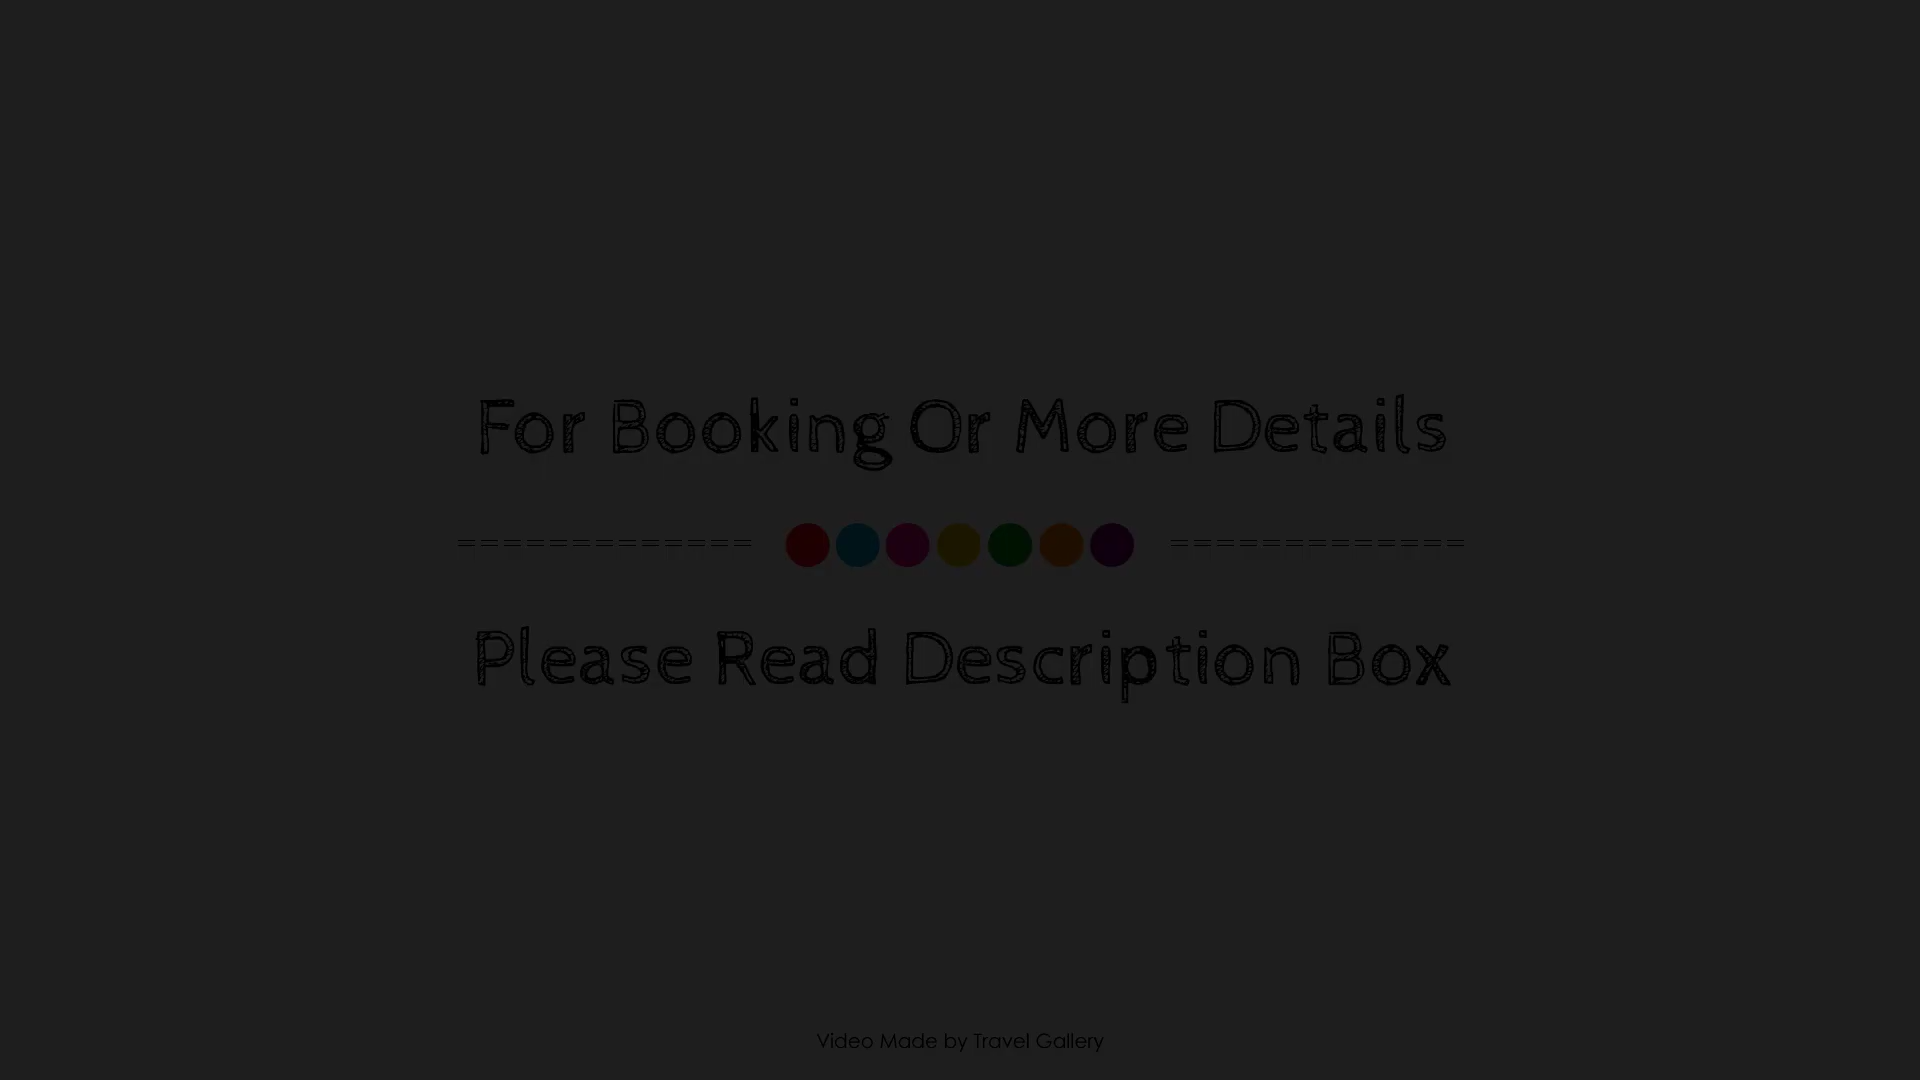 For Booking Or More Details
============= =============
Please Read Description Box
Video Made by Travel Gallery